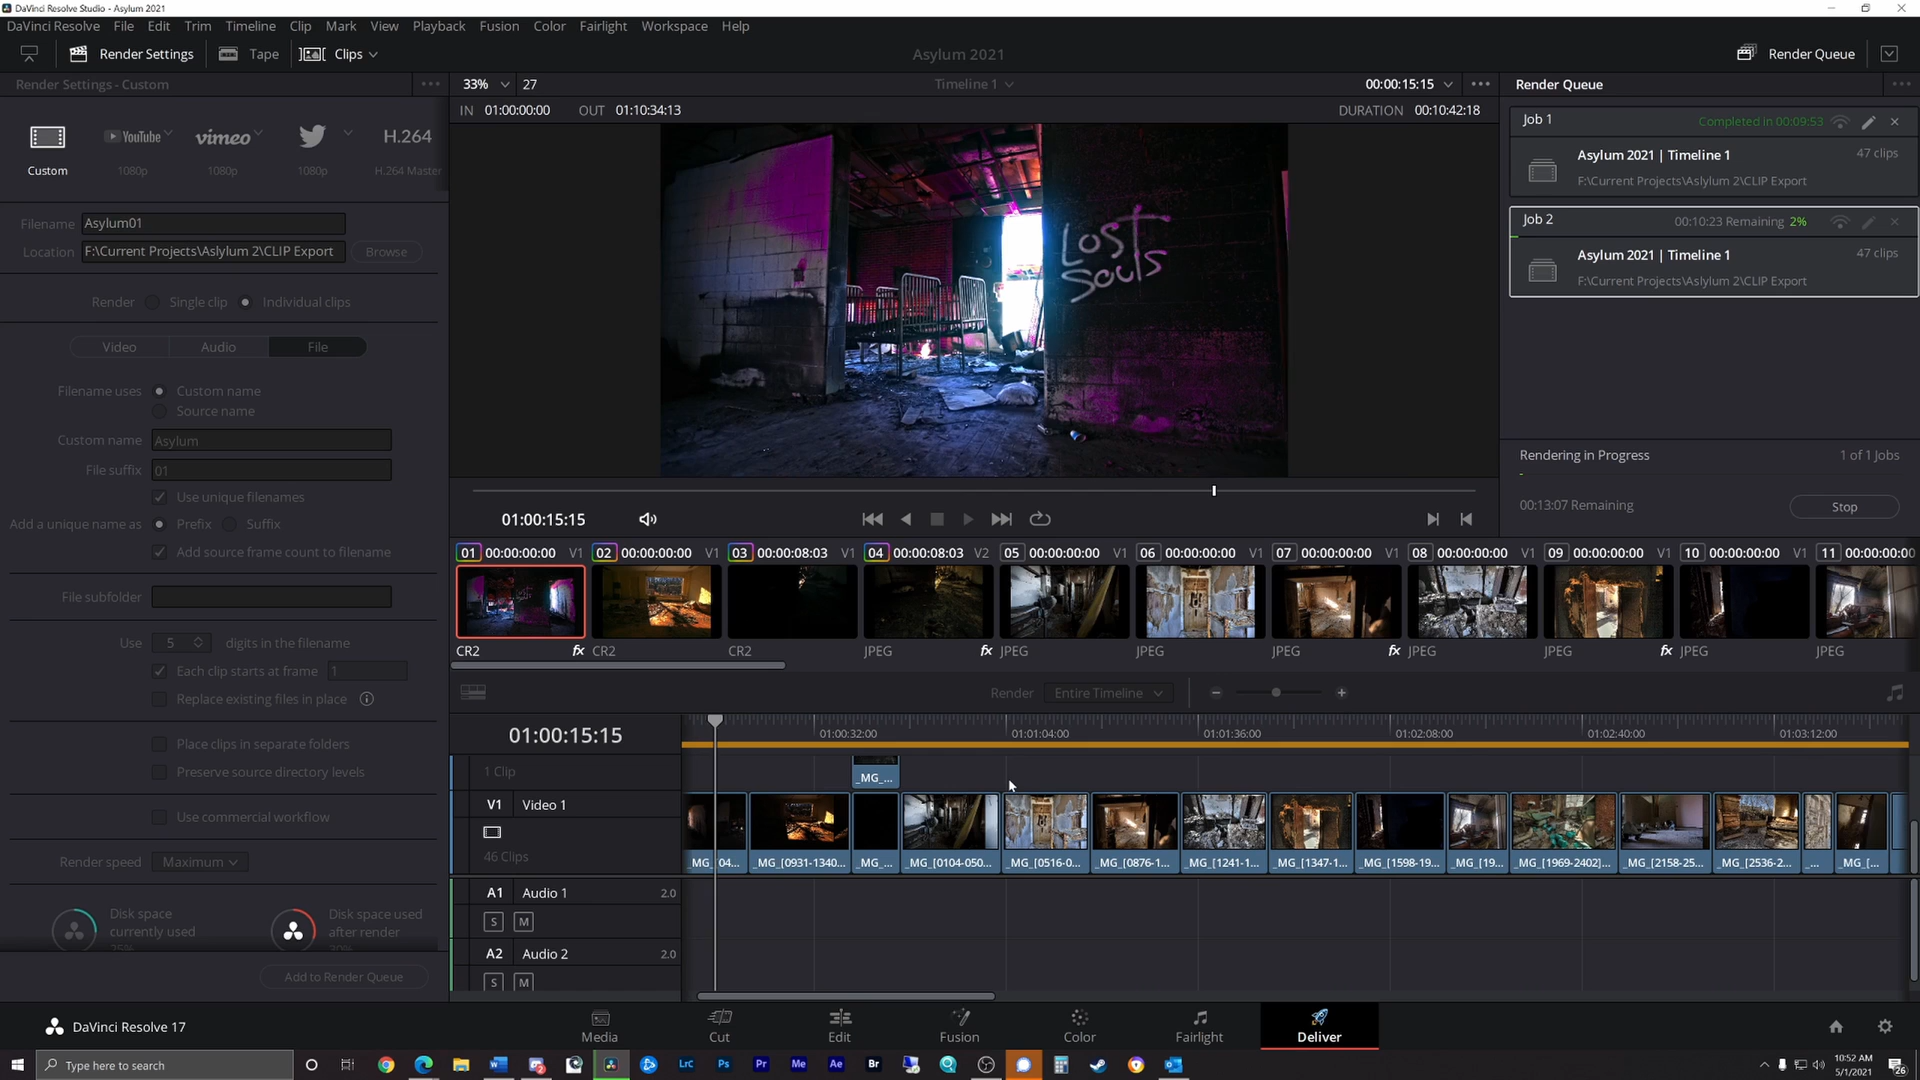 DaVinci Resolve Studio - Asylum 2021
DaVinci Resolve File Edit Trim Timeline Clip Mark View Playback Fusion Color Fairlight Workspace Help
Render Settings Tape Clips Asylum 2021 Render Queue
Render Settings - Custom
33% 27 Timeline 1 00:00:15:15
IN 01:00:00:00 OUT 01:10:34:13 DURATION 00:10:42:18
YouTube vimeo H.264
Custom 1080p 1080p 1080p H.264 Master
Filename Asylum01
Location F:\Current Projects\Aslylum 2\CLIP Export Browse
Render Single clip Individual clips
Video Audio File
Filename uses Custom name
Source name
Custom name Asylum
File suffix 01
Use unique filenames
Add a unique name as Prefix Suffix
Add source frame count to filename
File subfolder
Use 5 digits in the filename
Each clip starts at frame 1
Replace existing files in place
Place clips in separate folders
Preserve source directory levels
Use commercial workflow
Render speed Maximum
Disk space currently used 25%
Disk space used after render 30%
Add to Render Queue
LOST
SOULS
01:00:15:15
01 00:00:00:00 V1 02 00:00:00:00 V1 03 00:00:08:03 V1 04 00:00:08:03 V2 05 00:00:00:00 V1 06 00:00:00:00 V1 07 00:00:00:00 V1 08 00:00:00:00 V1 09 00:00:00:00 V1 10 00:00:00:00 V1 11 00:00:00:00
CR2 fx CR2 CR2 JPEG fx JPEG JPEG JPEG fx JPEG JPEG fx JPEG JPEG
Render Entire Timeline
01:00:15:15 01:00:32:00 01:01:04:00 01:01:36:00 01:02:08:00 01:02:40:00 01:03:12:00
1 Clip _MG_...
V1 Video 1
46 Clips
MG_ 04... _MG_[0931-1340... _MG_... _MG_[0104-050... _MG_[0516-0... _MG_[0876-1... _MG_[1241-1... _MG_[1347-1... _MG_[1598-19... _MG_[19... _MG_[1969-2402]... _MG_[2158-25... _MG_[2536-2... _... _MG_[...
A1 Audio 1 2.0
S M
A2 Audio 2 2.0
S M
Render Queue
Job 1 Completed in 00:09:53
Asylum 2021 | Timeline 1 47 clips
F:\Current Projects\Aslylum 2\CLIP Export
Job 2 00:10:23 Remaining 2%
Asylum 2021 | Timeline 1 47 clips
F:\Current Projects\Aslylum 2\CLIP Export
Rendering in Progress 1 of 1 Jobs
00:13:07 Remaining Stop
DaVinci Resolve 17 Media Cut Edit Fusion Color Fairlight Deliver
Type here to search LrC Ps Pr Me Ae Br
10:52 AM
5/1/2021 26